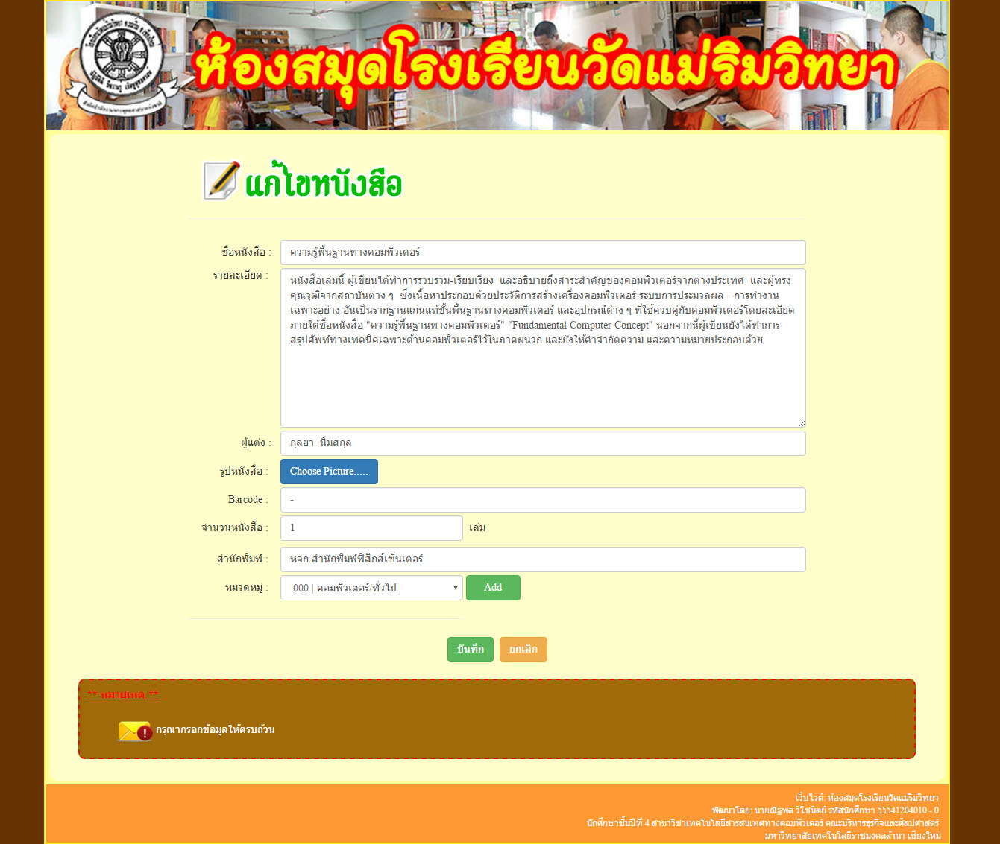 ห้องสมุดโรงเรียนวัดแม่ริมวิทยา
แก้ไขหนังสือ
ชื่อหนังสือ : ความรู้พื้นฐานทางคอมพิวเตอร์
รายละเอียด : หนังสือเล่มนี้ ผู้เขียนได้ทำการรวบรวม-เรียบเรียง และอธิบายถึงสาระสำคัญของคอมพิวเตอร์จากต่างประเทศ และผู้ทรง
คุณวุฒิจากสถาบันต่าง ๆ ซึ่งเนื้อหาประกอบด้วยประวัติการสร้างเครื่องคอมพิวเตอร์ ระบบการประมวลผล - การทำงาน
เฉพาะอย่าง อันเป็นรากฐานแก่นแท้ขั้นพื้นฐานทางคอมพิวเตอร์ และอุปกรณ์ต่าง ๆ ที่ใช้ควบคู่กับคอมพิวเตอร์โดยละเอียด
ภายใต้ชื่อหนังสือ "ความรู้พื้นฐานทางคอมพิวเตอร์" "Fundamental Computer Concept" นอกจากนี้ผู้เขียนยังได้ทำการ
สรุปศัพท์ทางเทคนิคเฉพาะด้านคอมพิวเตอร์ไว้ในภาคผนวก และยังให้คำจำกัดความ และความหมายประกอบด้วย
ผู้แต่ง : กุลยา นิ่มสกุล
รูปหนังสือ : Choose Picture.....
Barcode : -
จำนวนหนังสือ : 1 เล่ม
สำนักพิมพ์ : หจก.สำนักพิมพ์ฟิสิกส์เซ็นเตอร์
หมวดหมู่ : 000 | คอมพิวเตอร์/ทั่วไป Add
บันทึก ยกเลิก
** หมายเหตุ **
กรุณากรอกข้อมูลให้ครบถ้วน
เว็บไวต์: ห้องสมุดโรงเรียนวัดแม่ริมวิทยา
พัฒนาโดย: นายณัฐพล วิโชนิตย์ รหัสนักศึกษา 55541204010 - 0
นักศึกษาชั้นปีที่ 4 สาขาวิชาเทคโนโลยีสารสนเทศทางคอมพิวเตอร์ คณะบริหารธุรกิจและศิลปศาสตร์
มหาวิทยาลัยเทคโนโลยีราชมงคลล้านา เชียงใหม่